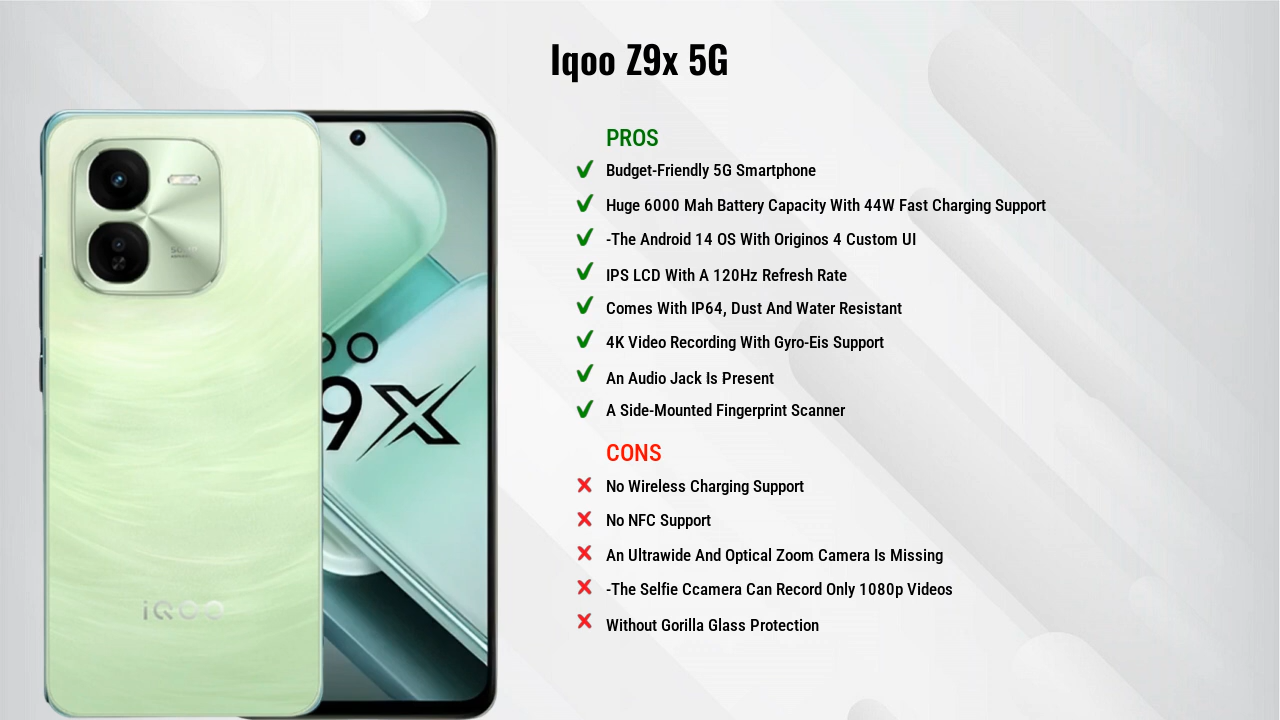 Iqoo Z9x 5G
PROS
Budget-Friendly 5G Smartphone
Huge 6000 Mah Battery Capacity With 44W Fast Charging Support
-The Android 14 OS With Originos 4 Custom UI
IPS LCD With A 120Hz Refresh Rate
Comes With IP64, Dust And Water Resistant
4K Video Recording With Gyro-Eis Support
An Audio Jack Is Present
A Side-Mounted Fingerprint Scanner
CONS
No Wireless Charging Support
No NFC Support
An Ultrawide And Optical Zoom Camera Is Missing
-The Selfie Ccamera Can Record Only 1080p Videos
Without Gorilla Glass Protection
9X
iQOO